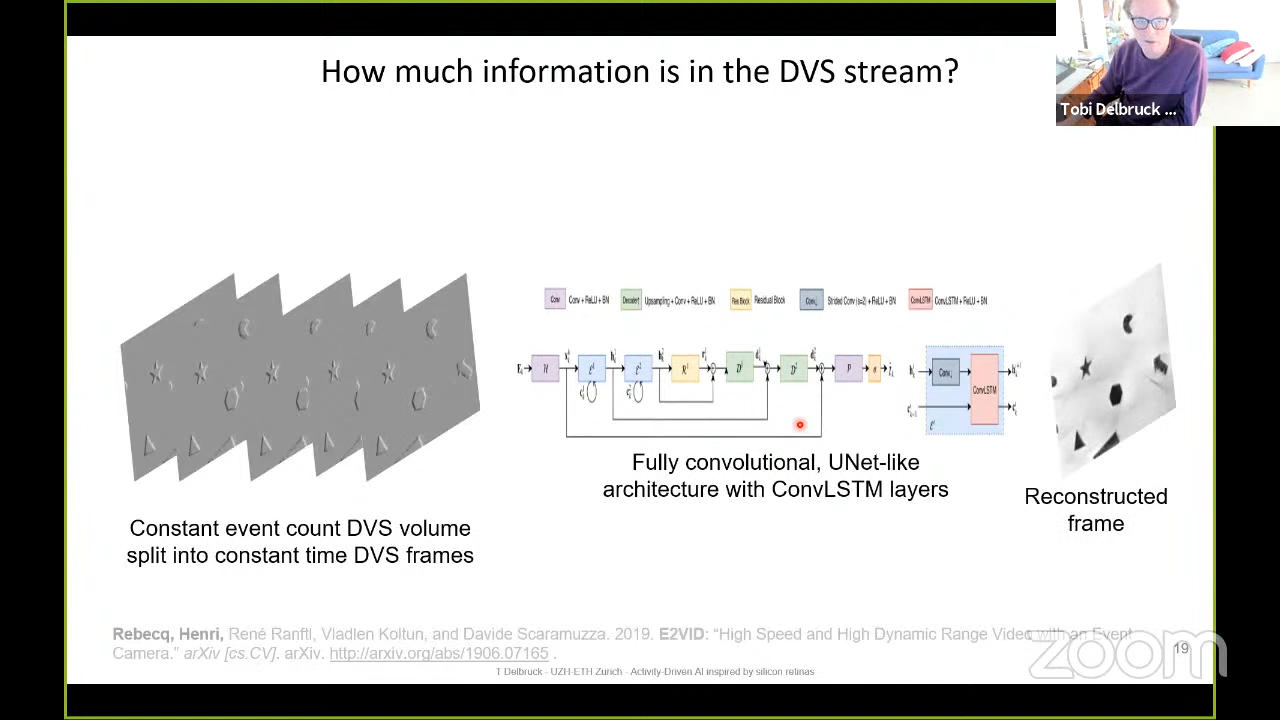 How much information is in the DVS stream?
Tobi Delbruck ...
Conv Conv + ReLU + BN Decoder Upsampling + Conv + ReLU + BN Res Block Residual Block Conv Strided Conv (s=2) + ReLU + BN ConvLSTM ConvLSTM + ReLU + BN
H
P
σ
Conv
ConvLSTM
Fully convolutional, UNet-like
architecture with ConvLSTM layers
Reconstructed
frame
Constant event count DVS volume
split into constant time DVS frames
Rebecq, Henri, René Ranftl, Vladlen Koltun, and Davide Scaramuzza. 2019. E2VID: “High Speed and High Dynamic Range Video with an Event
Camera.” arXiv [cs.CV]. arXiv. http://arxiv.org/abs/1906.07165 .
T Delbruck - UZH-ETH Zurich - Activity-Driven AI inspired by silicon retinas
19
zoom